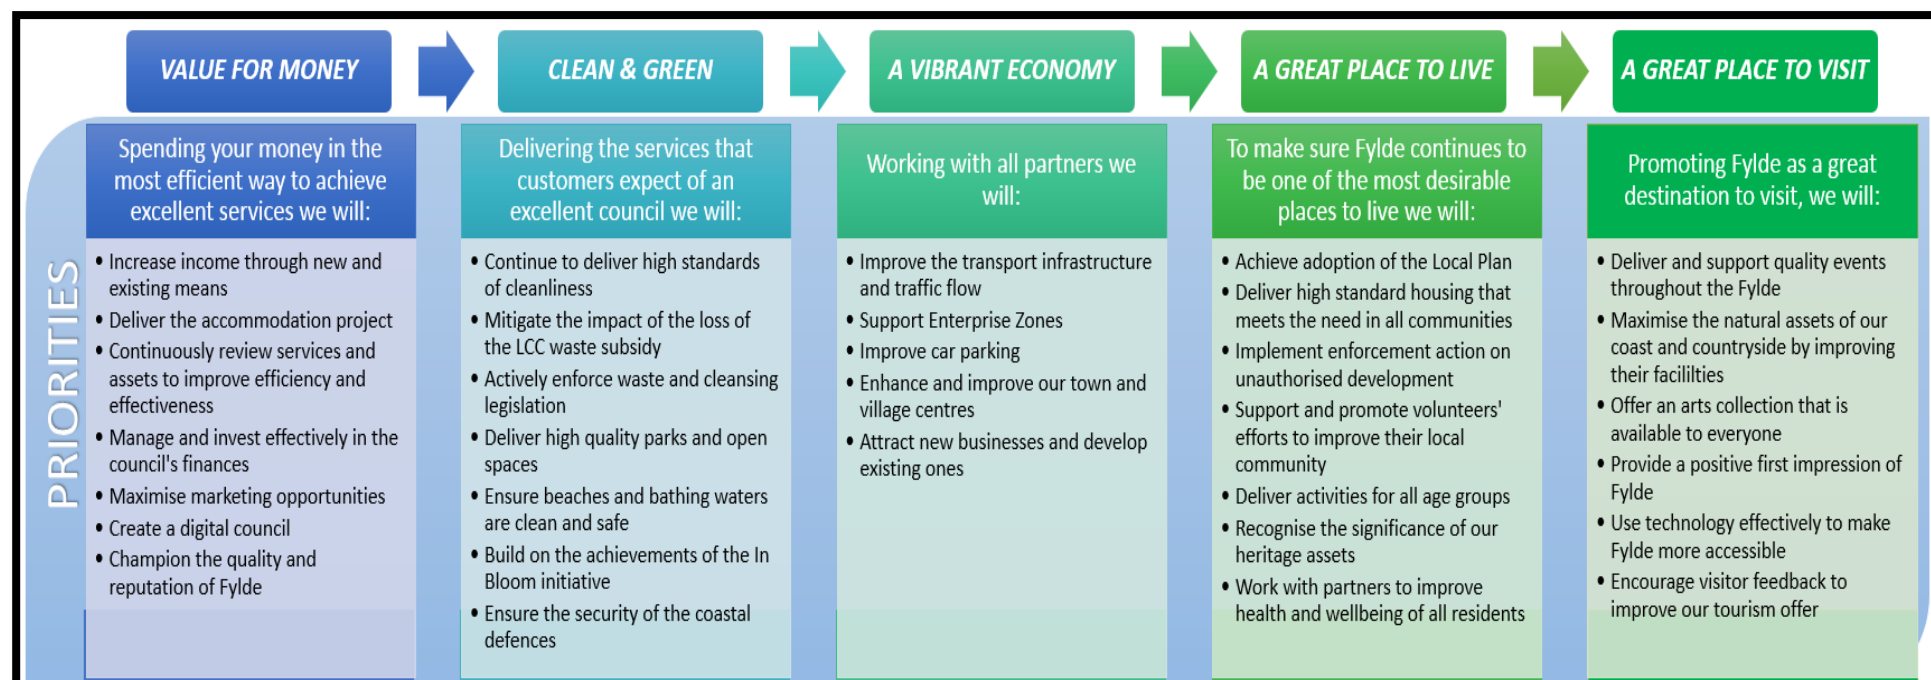 VALUE FOR MONEY
CLEAN & GREEN
A VIBRANT ECONOMY
A GREAT PLACE TO LIVE
A GREAT PLACE TO VISIT
PRIORITIES
Spending your money in the
most efficient way to achieve
excellent services we will:
• Increase income through new and
existing means
• Deliver the accommodation project
• Continuously review services and
assets to improve efficiency and
effectiveness
• Manage and invest effectively in the
council's finances
• Maximise marketing opportunities
• Create a digital council
• Champion the quality and
reputation of Fylde
Delivering the services that
customers expect of an
excellent council we will:
• Continue to deliver high standards
of cleanliness
• Mitigate the impact of the loss of
the LCC waste subsidy
• Actively enforce waste and cleansing
legislation
• Deliver high quality parks and open
spaces
• Ensure beaches and bathing waters
are clean and safe
• Build on the achievements of the In
Bloom initiative
• Ensure the security of the coastal
defences
Working with all partners we
will:
• Improve the transport infrastructure
and traffic flow
• Support Enterprise Zones
• Improve car parking
• Enhance and improve our town and
village centres
• Attract new businesses and develop
existing ones
To make sure Fylde continues to
be one of the most desirable
places to live we will:
• Achieve adoption of the Local Plan
• Deliver high standard housing that
meets the need in all communities
• Implement enforcement action on
unauthorised development
• Support and promote volunteers'
efforts to improve their local
community
• Deliver activities for all age groups
• Recognise the significance of our
heritage assets
• Work with partners to improve
health and wellbeing of all residents
Promoting Fylde as a great
destination to visit, we will:
• Deliver and support quality events
throughout the Fylde
• Maximise the natural assets of our
coast and countryside by improving
their facililties
• Offer an arts collection that is
available to everyone
• Provide a positive first impression of
Fylde
• Use technology effectively to make
Fylde more accessible
• Encourage visitor feedback to
improve our tourism offer